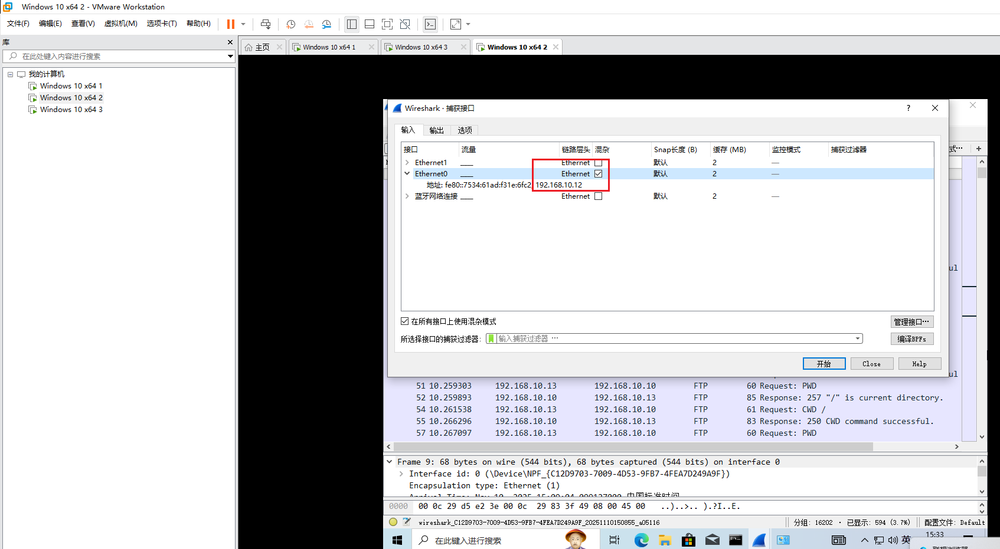 Windows 10 x64 2 - VMware Workstation
文件(F) 编辑(E) 查看(V) 虚拟机(M) 选项卡(T) 帮助(H)
库
在此处键入内容进行搜索
我的计算机
Windows 10 x64 1
Windows 10 x64 2
Windows 10 x64 3
主页 Windows 10 x64 1 Windows 10 x64 3 Windows 10 x64 2
Wireshark · 捕获接口
输入 输出 选项
接口 流量 链路层头 混杂 Snap长度 (B) 缓存 (MB) 监控模式 捕获过滤器
Ethernet1 Ethernet 默认 2 —
Ethernet0 Ethernet 默认 2 —
地址: fe80::7534:61ad:f31e:6fc2, 192.168.10.12
蓝牙网络连接 Ethernet 默认 2 —
在所有接口上使用混杂模式
管理接口…
所选择接口的捕获过滤器: 输入捕获过滤器 …
编译BPFs
开始 Close Help
式…
ul
ul
51 10.259303 192.168.10.13 192.168.10.10 FTP 60 Request: PWD
52 10.259893 192.168.10.10 192.168.10.13 FTP 85 Response: 257 "/" is current directory.
54 10.261538 192.168.10.13 192.168.10.10 FTP 61 Request: CWD /
55 10.266296 192.168.10.10 192.168.10.13 FTP 83 Response: 250 CWD command successful.
57 10.267097 192.168.10.13 192.168.10.10 FTP 60 Request: PWD
Frame 9: 68 bytes on wire (544 bits), 68 bytes captured (544 bits) on interface 0
Interface id: 0 (\Device\NPF_{C12D9703-7009-4D53-9FB7-4FEA7D249A9F})
Encapsulation type: Ethernet (1)
Arrival Time: Nov 10, 2025 15:09:04.099127000 中国标准时间
0000 00 0c 29 d5 e2 3e 00 0c 29 83 3f 49 08 00 45 00 ..)..>.. ).?I..E.
wireshark_C12D9703-7009-4D53-9FB7-4FEA7D249A9F_20251110150855_a05116
分组: 16202 · 已显示: 594 (3.7%)
配置文件: Default
在此键入进行搜索
英
15:33